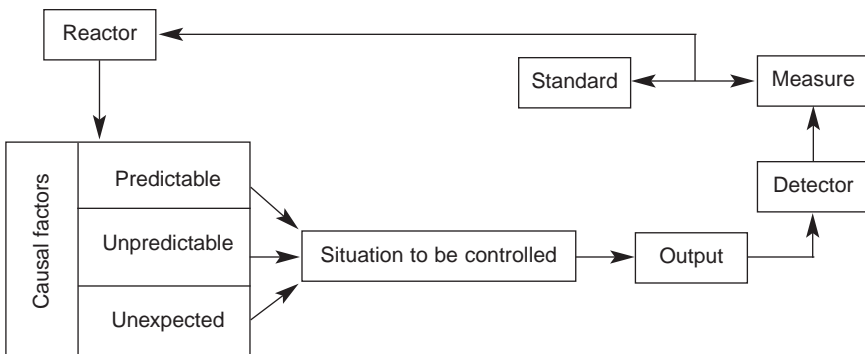 Reactor
Standard
Measure
Causal factors
Predictable
Detector
Unpredictable
Situation to be controlled
Output
Unexpected